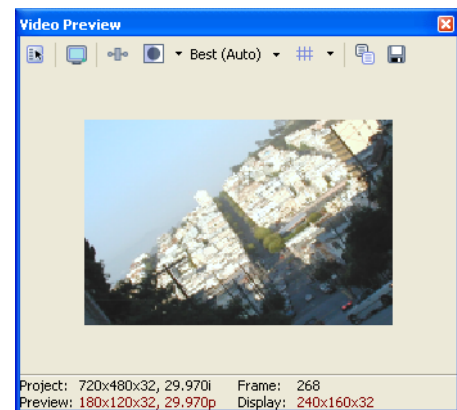 Video Preview
Best (Auto)
Project: 720x480x32, 29.970i Frame: 268
Preview: 180x120x32, 29.970p Display: 240x160x32